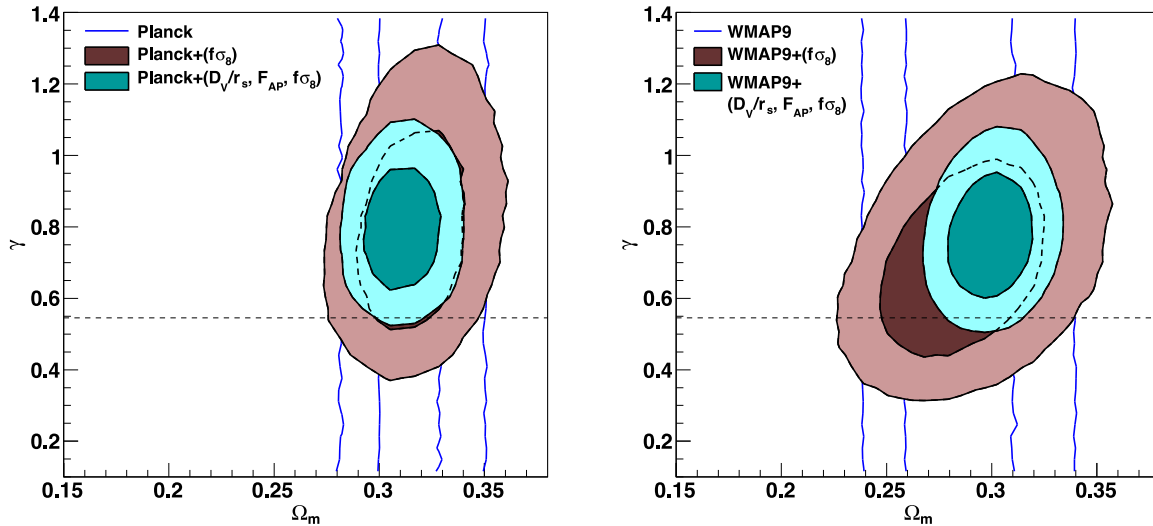 1.4
1.2
1
0.8
0.6
0.4
0.2
γ
Planck
Planck+(fσ8)
Planck+(DV/rs, FAP, fσ8)
0.15 0.2 0.25 0.3 0.35
Ωm
1.4
1.2
1
0.8
0.6
0.4
0.2
γ
WMAP9
WMAP9+(fσ8)
WMAP9+
(DV/rs, FAP, fσ8)
0.15 0.2 0.25 0.3 0.35
Ωm